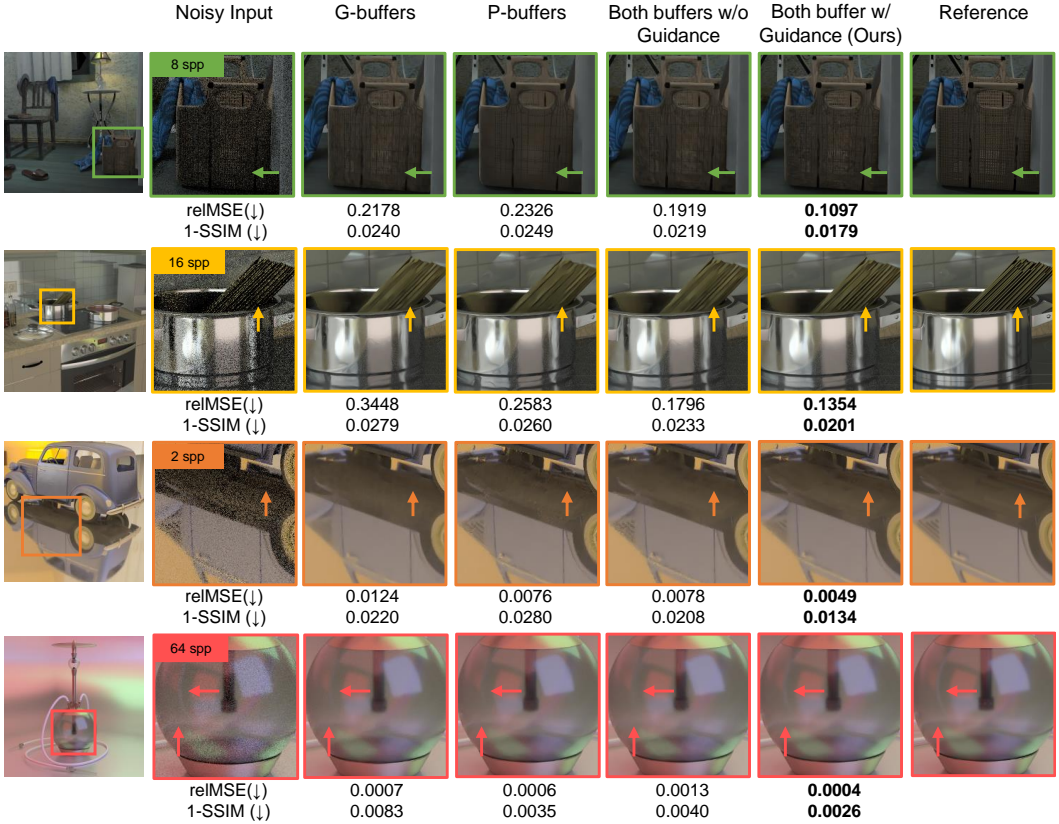 Noisy Input G-buffers P-buffers Both buffers w/o Guidance Both buffer w/ Guidance (Ours) Reference
8 spp
relMSE(↓) 0.2178 0.2326 0.1919 0.1097
1-SSIM (↓) 0.0240 0.0249 0.0219 0.0179
16 spp
relMSE(↓) 0.3448 0.2583 0.1796 0.1354
1-SSIM (↓) 0.0279 0.0260 0.0233 0.0201
2 spp
relMSE(↓) 0.0124 0.0076 0.0078 0.0049
1-SSIM (↓) 0.0220 0.0280 0.0208 0.0134
64 spp
relMSE(↓) 0.0007 0.0006 0.0013 0.0004
1-SSIM (↓) 0.0083 0.0035 0.0040 0.0026